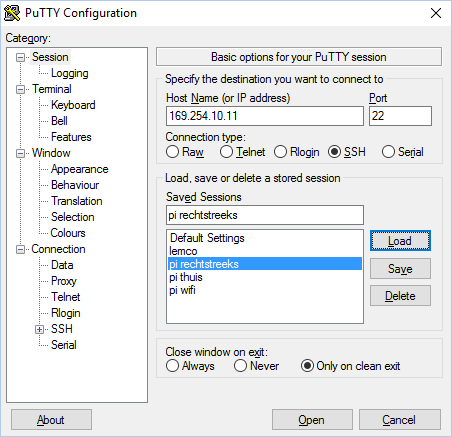 PuTTY Configuration
Category:
Session
Logging
Terminal
Keyboard
Bell
Features
Window
Appearance
Behaviour
Translation
Selection
Colours
Connection
Data
Proxy
Telnet
Rlogin
SSH
Serial
Basic options for your PuTTY session
Specify the destination you want to connect to
Host Name (or IP address) Port
169.254.10.11 22
Connection type:
Raw Telnet Rlogin SSH Serial
Load, save or delete a stored session
Saved Sessions
pi rechtstreeks
Default Settings
lemco
pi rechtstreeks
pi thuis
pi wifi
Load
Save
Delete
Close window on exit:
Always Never Only on clean exit
About Open Cancel